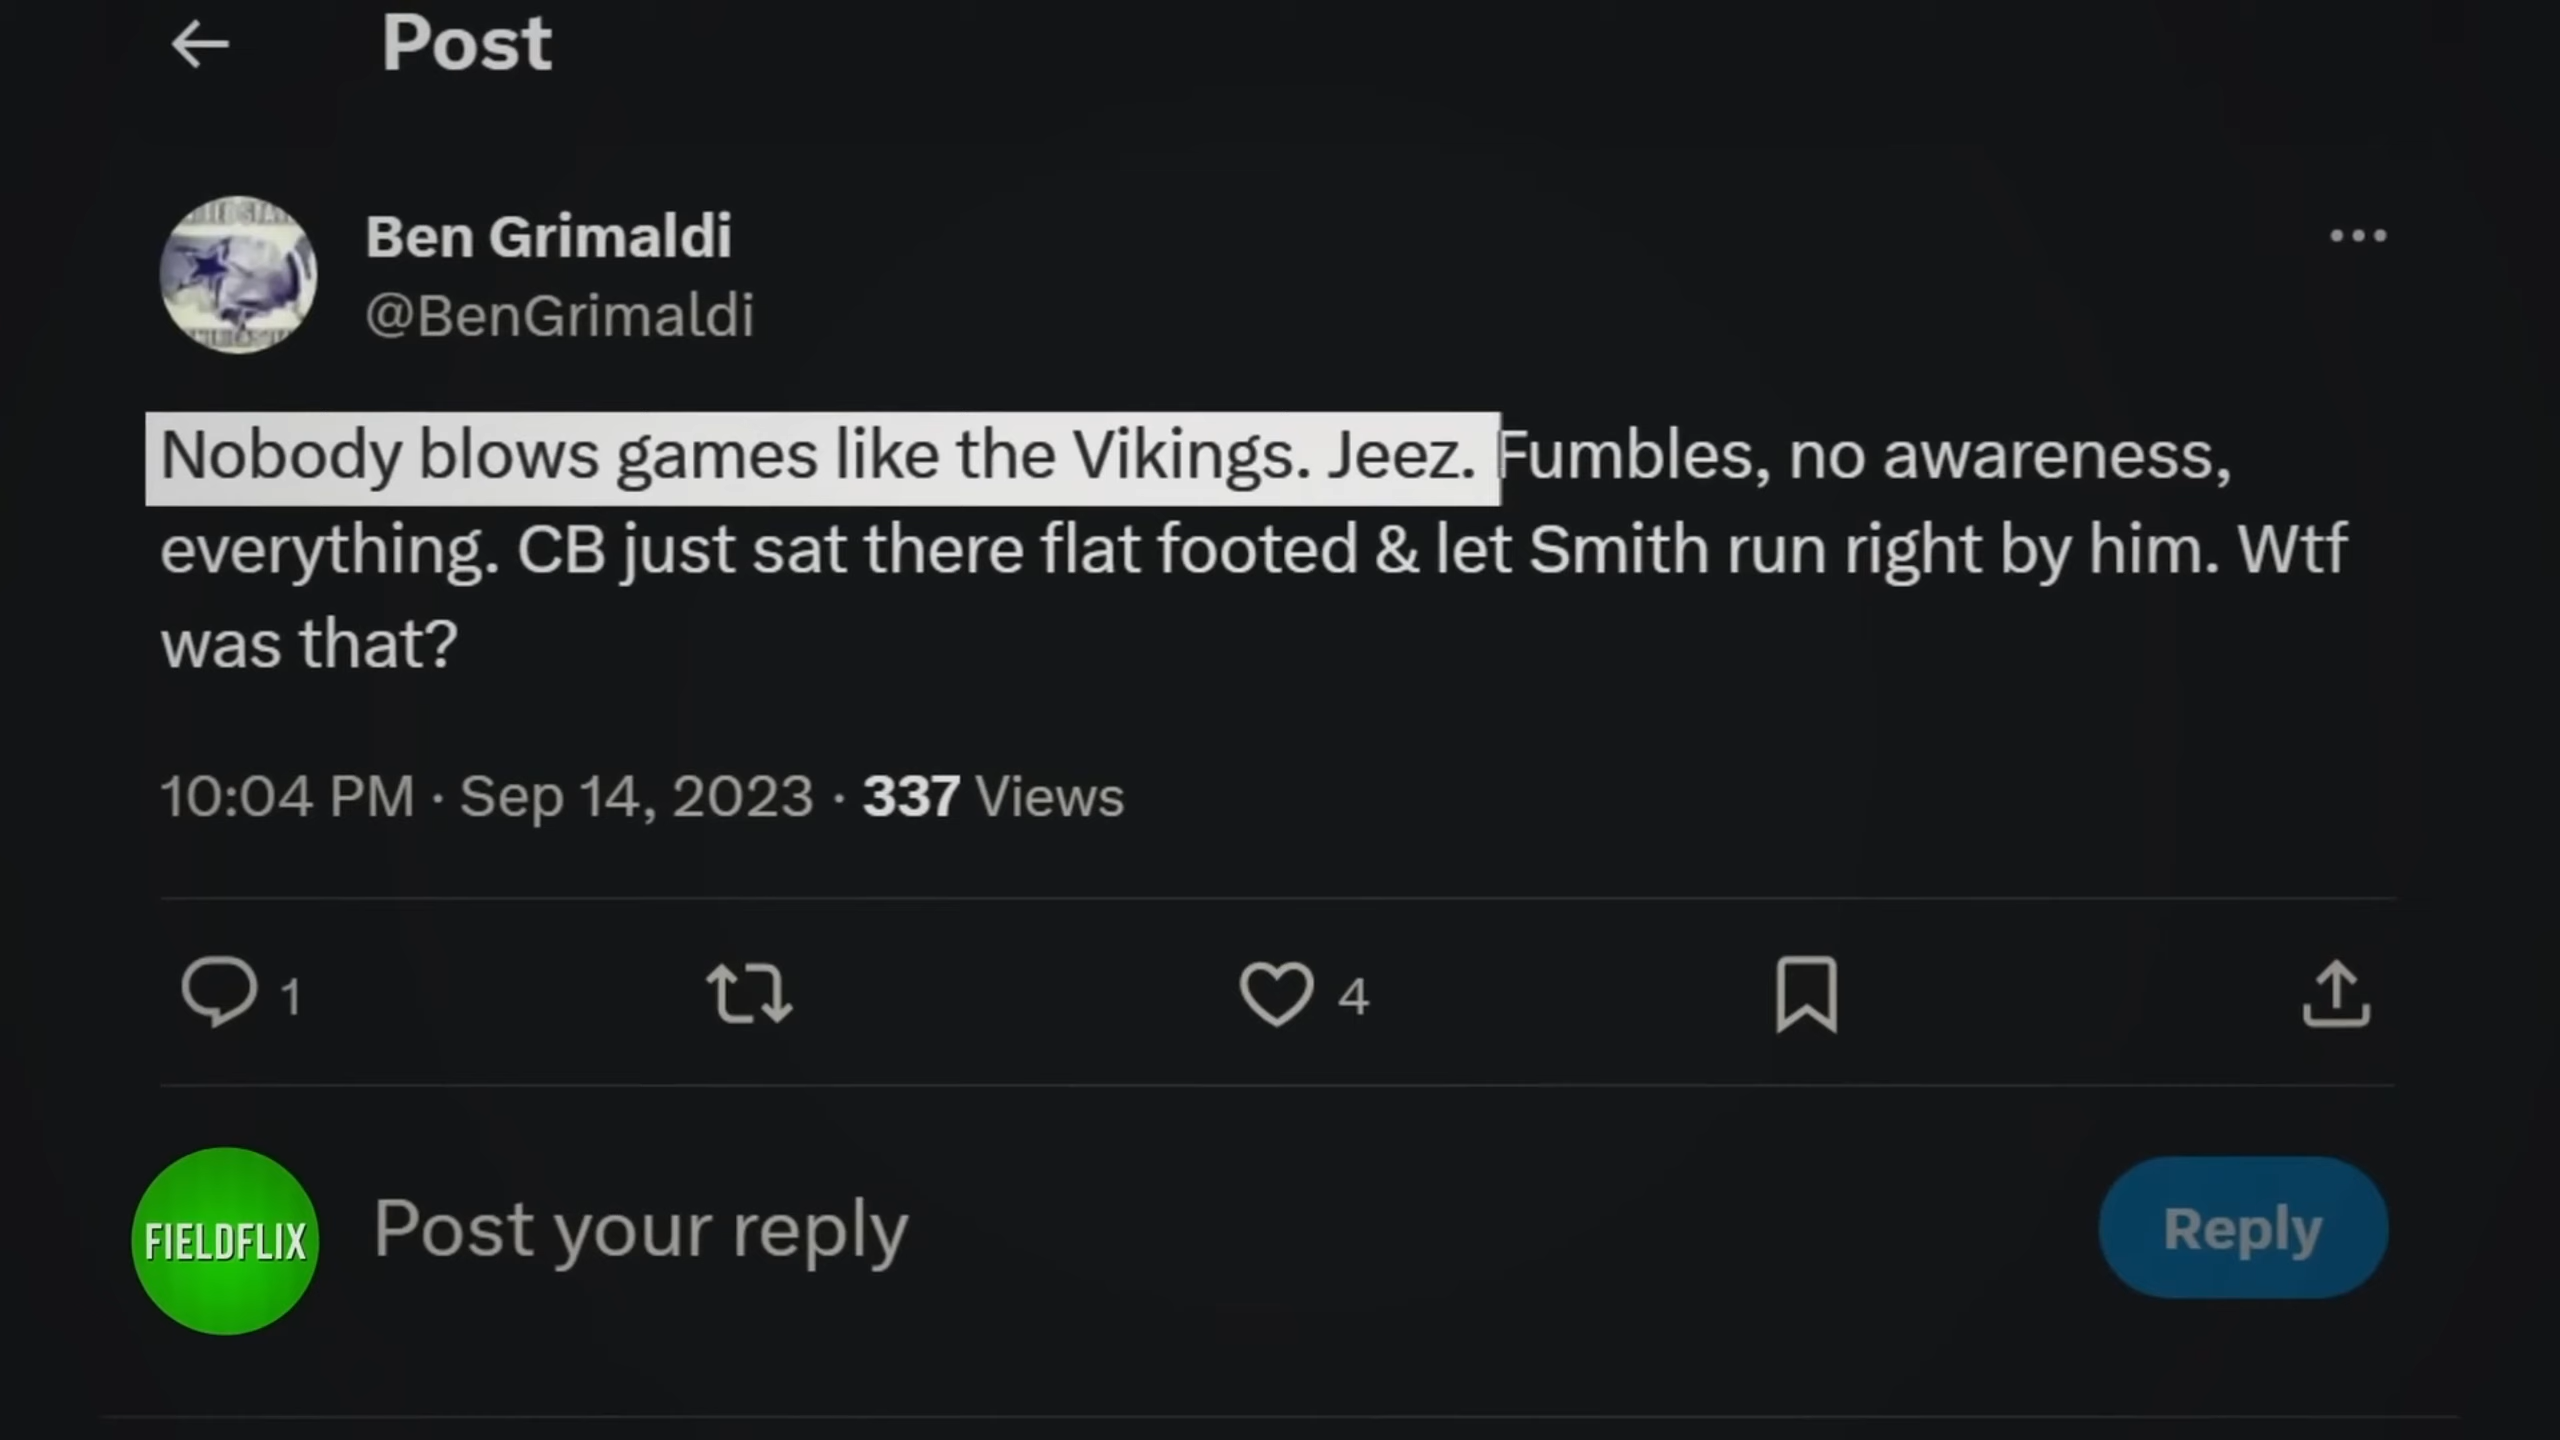 Post
Ben Grimaldi
@BenGrimaldi
Nobody blows games like the Vikings. Jeez. Fumbles, no awareness,
everything. CB just sat there flat footed & let Smith run right by him. Wtf
was that?
10:04 PM · Sep 14, 2023 · 337 Views
1
4
FIELDFLIX
Post your reply
Reply